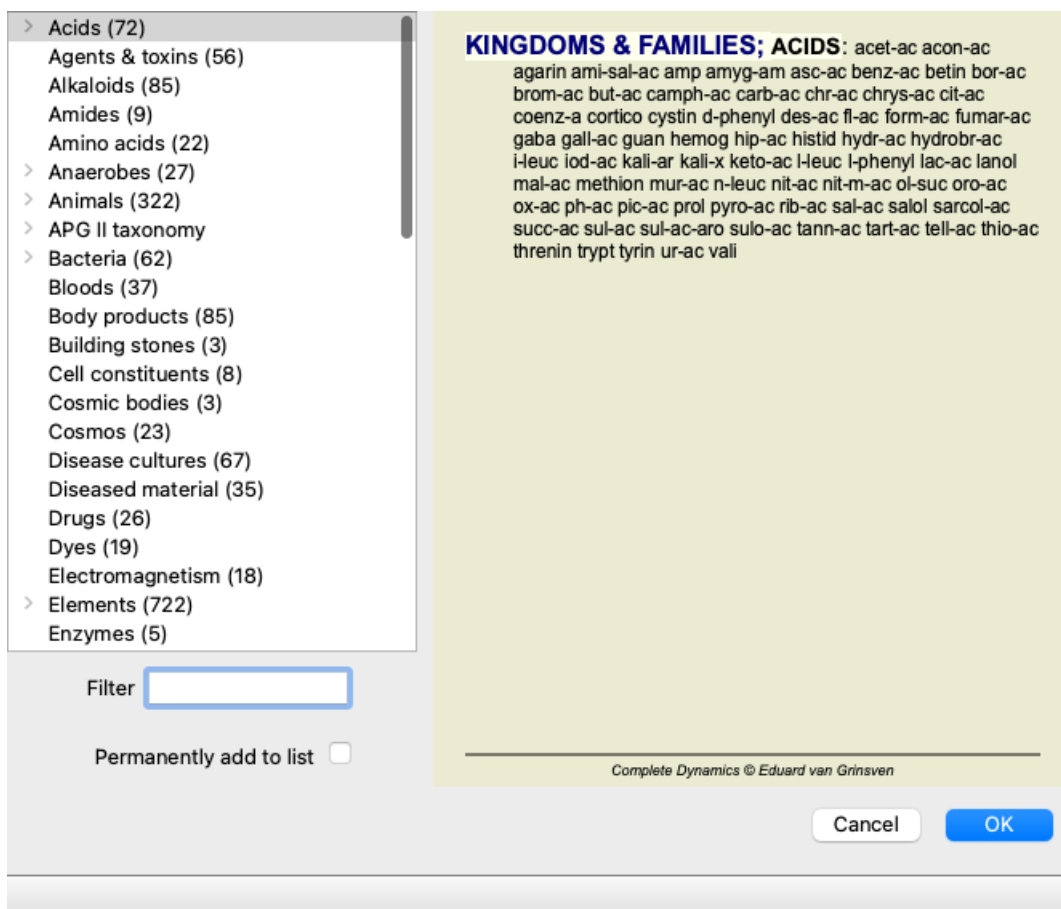 Acids (72)
Agents & toxins (56)
Alkaloids (85)
Amides (9)
Amino acids (22)
Anaerobes (27)
Animals (322)
APG II taxonomy
Bacteria (62)
Bloods (37)
Body products (85)
Building stones (3)
Cell constituents (8)
Cosmic bodies (3)
Cosmos (23)
Disease cultures (67)
Diseased material (35)
Drugs (26)
Dyes (19)
Electromagnetism (18)
Elements (722)
Enzymes (5)
Filter
Permanently add to list
KINGDOMS & FAMILIES; ACIDS: acet-ac acon-ac
agarin ami-sal-ac amp amyg-am asc-ac benz-ac betin bor-ac
brom-ac but-ac camph-ac carb-ac chr-ac chrys-ac cit-ac
coenz-a cortico cystin d-phenyl des-ac fl-ac form-ac fumar-ac
gaba gall-ac guan hemog hip-ac histid hydr-ac hydrobr-ac
i-leuc iod-ac kali-ar kali-x keto-ac l-leuc l-phenyl lac-ac lanol
mal-ac methion mur-ac n-leuc nit-ac nit-m-ac ol-suc oro-ac
ox-ac ph-ac pic-ac prol pyro-ac rib-ac sal-ac salol sarcol-ac
succ-ac sul-ac sul-ac-aro sulo-ac tann-ac tart-ac tell-ac thio-ac
threnin trypt tyrin ur-ac vali
Complete Dynamics © Eduard van Grinsven
Cancel
OK